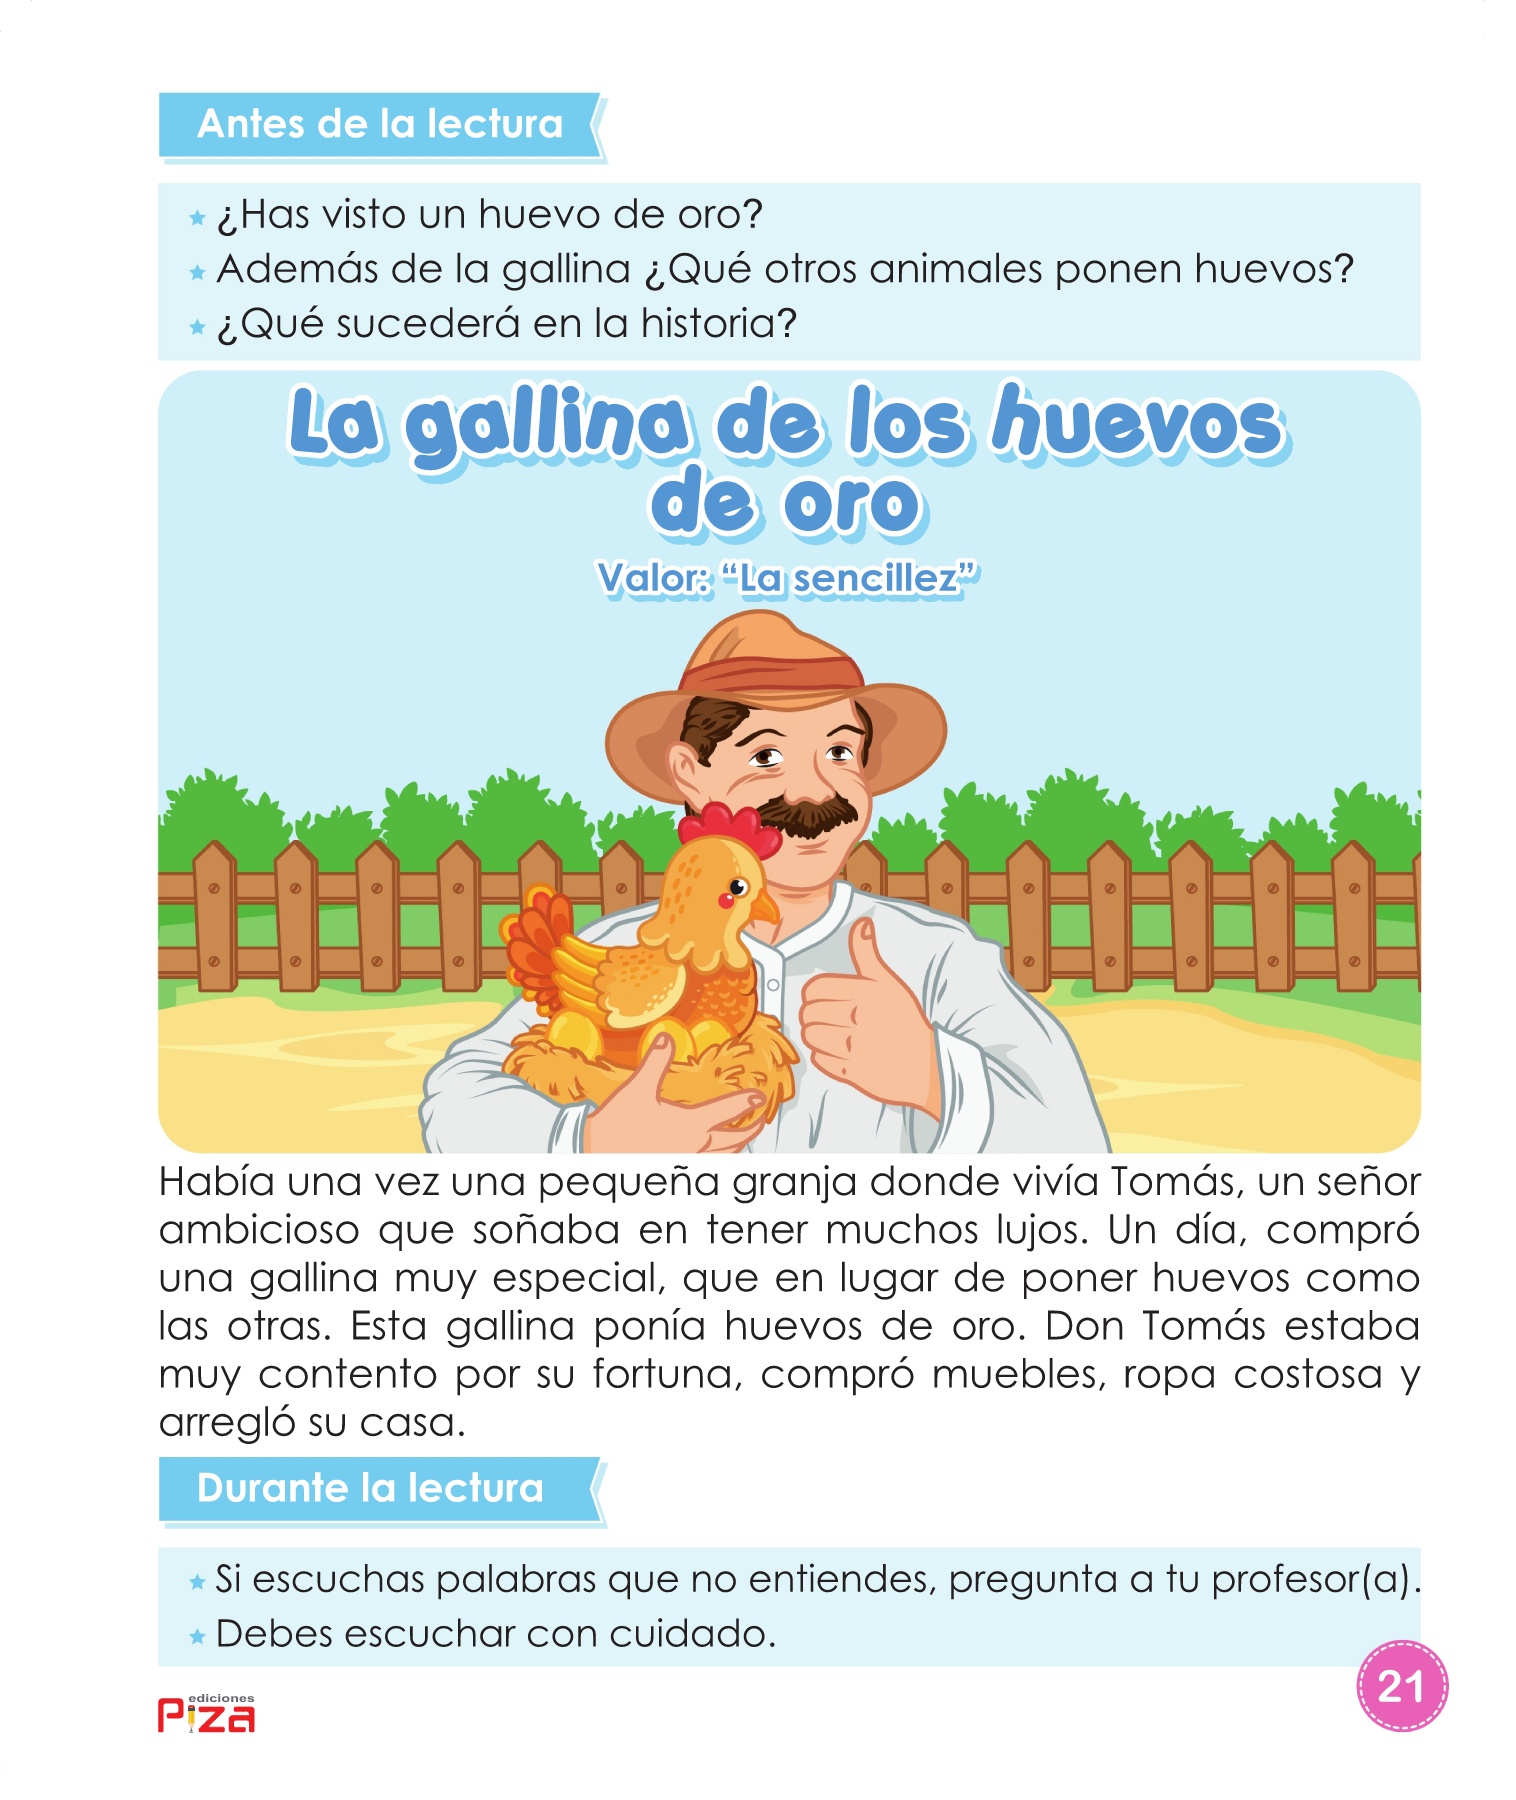 Antes de la lectura
¿Has visto un huevo de oro?
Además de la gallina ¿Qué otros animales ponen huevos?
¿Qué sucederá en la historia?
La gallina de los huevos
de oro
Valor: “La sencillez”
Había una vez una pequeña granja donde vivía Tomás, un señor
ambicioso que soñaba en tener muchos lujos. Un día, compró
una gallina muy especial, que en lugar de poner huevos como
las otras. Esta gallina ponía huevos de oro. Don Tomás estaba
muy contento por su fortuna, compró muebles, ropa costosa y
arregló su casa.
Durante la lectura
Si escuchas palabras que no entiendes, pregunta a tu profesor(a).
Debes escuchar con cuidado.
21
ediciones
Piza